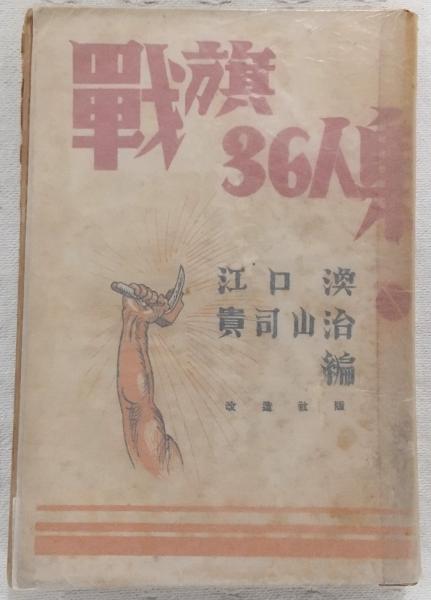 戰旗
36人集
江口渙
貴司山治
編
改造社版